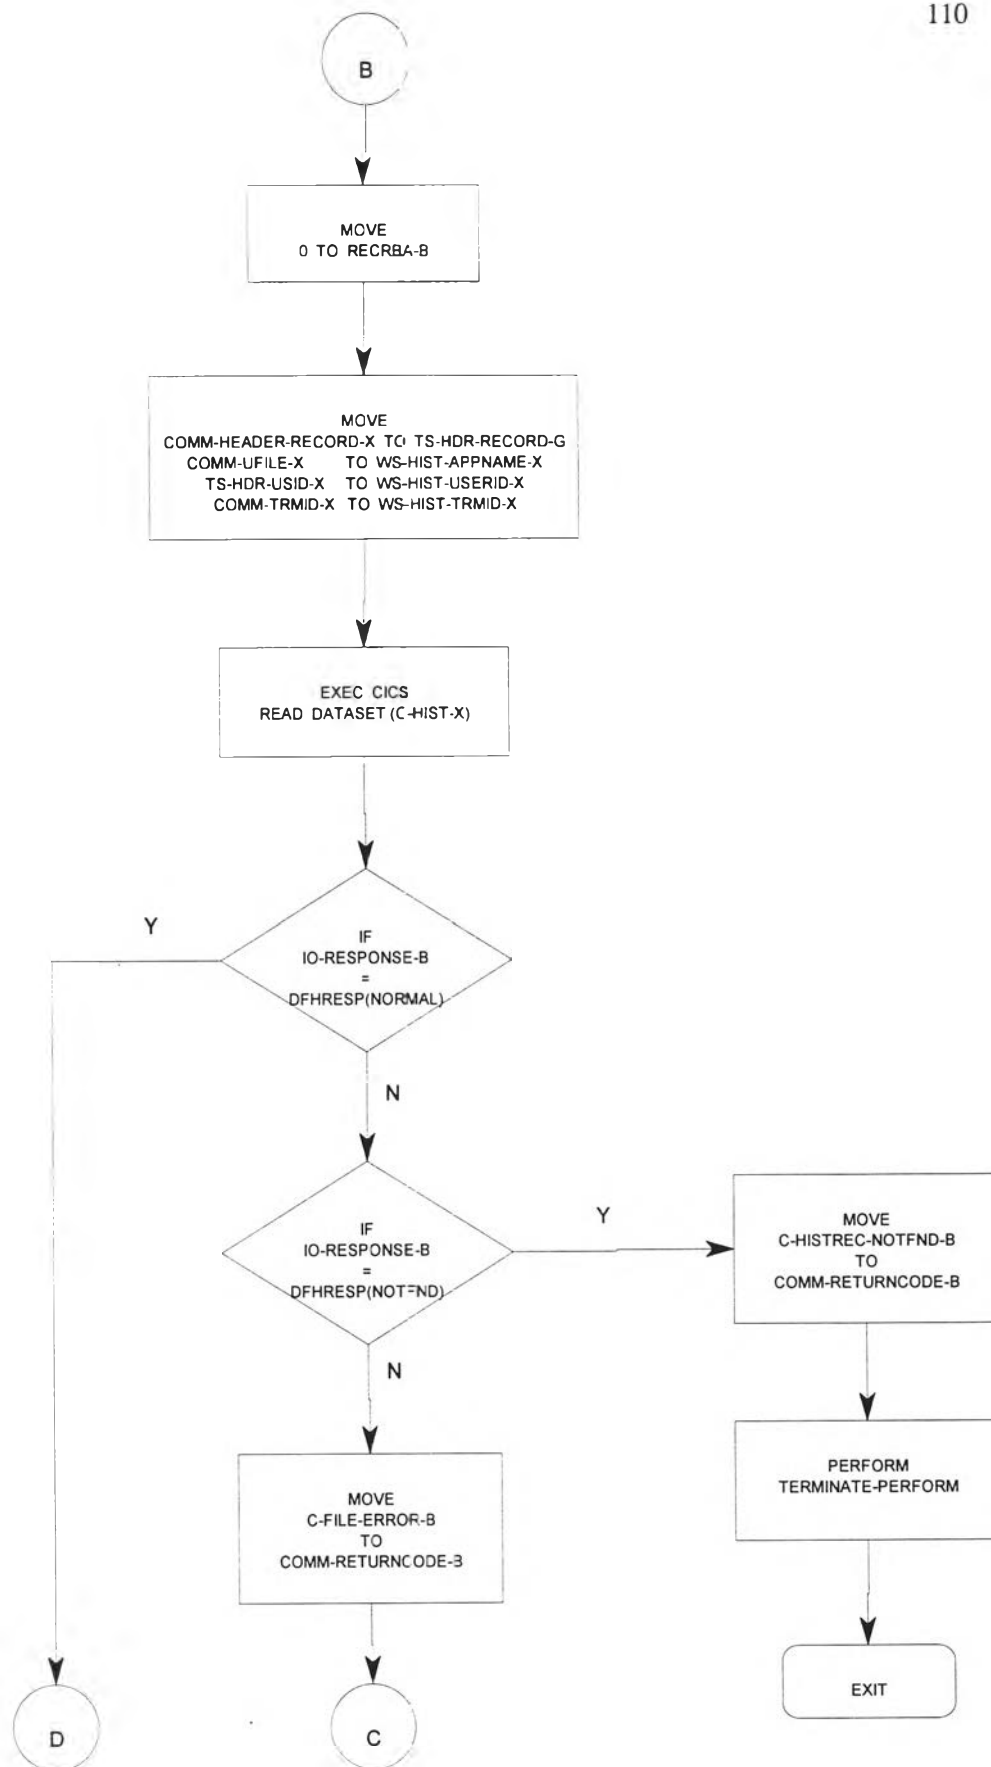 110
B
MOVE
0 TO RECRBA-B
MOVE
COMM-HEADER-RECORD-X TO TS-HDR-RECORD-G
COMM-UFILE-X TO WS-HIST-APPNAME-X
TS-HDR-USID-X TO WS-HIST-USERID-X
COMM-TRMID-X TO WS-HIST-TRMID-X
EXEC CICS
READ DATASET (C-HIST-X)
Y
IF
IO-RESPONSE-B
=
DFHRESP(NORMAL)
N
IF
IO-RESPONSE-B
=
DFHRESP(NOTFND)
Y
MOVE
C-HISTREC-NOTFND-B
TO
COMM-RETURNCODE-B
N
PERFORM
TERMINATE-PERFORM
MOVE
C-FILE-ERROR-B
TO
COMM-RETURNCODE-B
EXIT
D
C